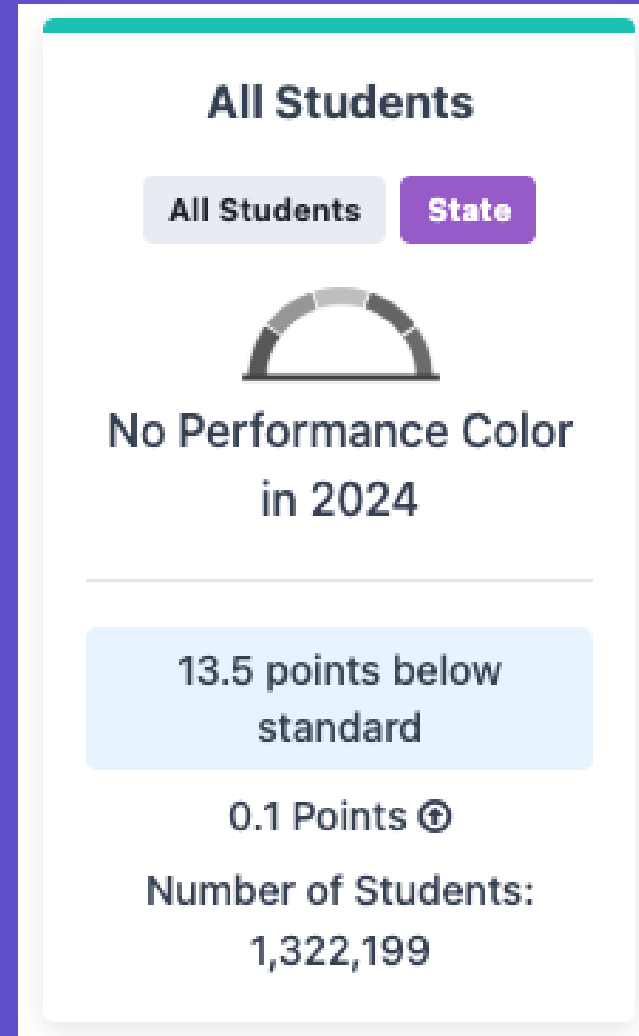 All Students
All Students State
No Performance Color
in 2024
13.5 points below
standard
0.1 Points
Number of Students:
1,322,199